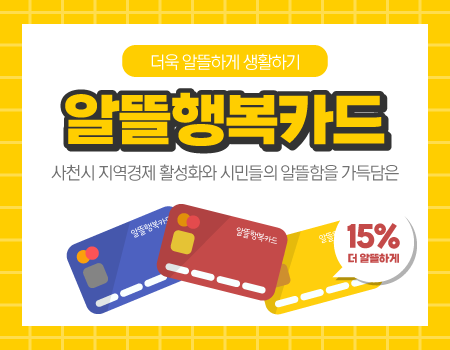 더욱 알뜰하게 생활하기
알뜰행복카드
사천시 지역경제 활성화와 시민들의 알뜰함을 가득담은
알뜰행복카드
알뜰행복카드
15%
더 알뜰하게